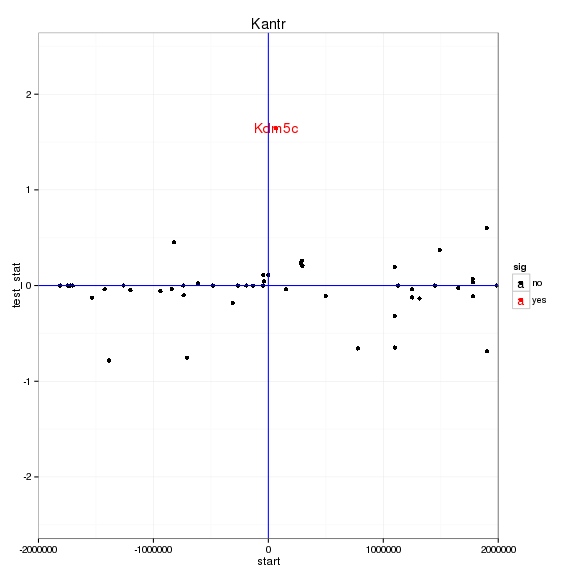 Kantr
2
1
0
-1
-2
test_stat
Kdm5c
-2000000
-1000000
0
1000000
2000000
start
sig
a no
a yes